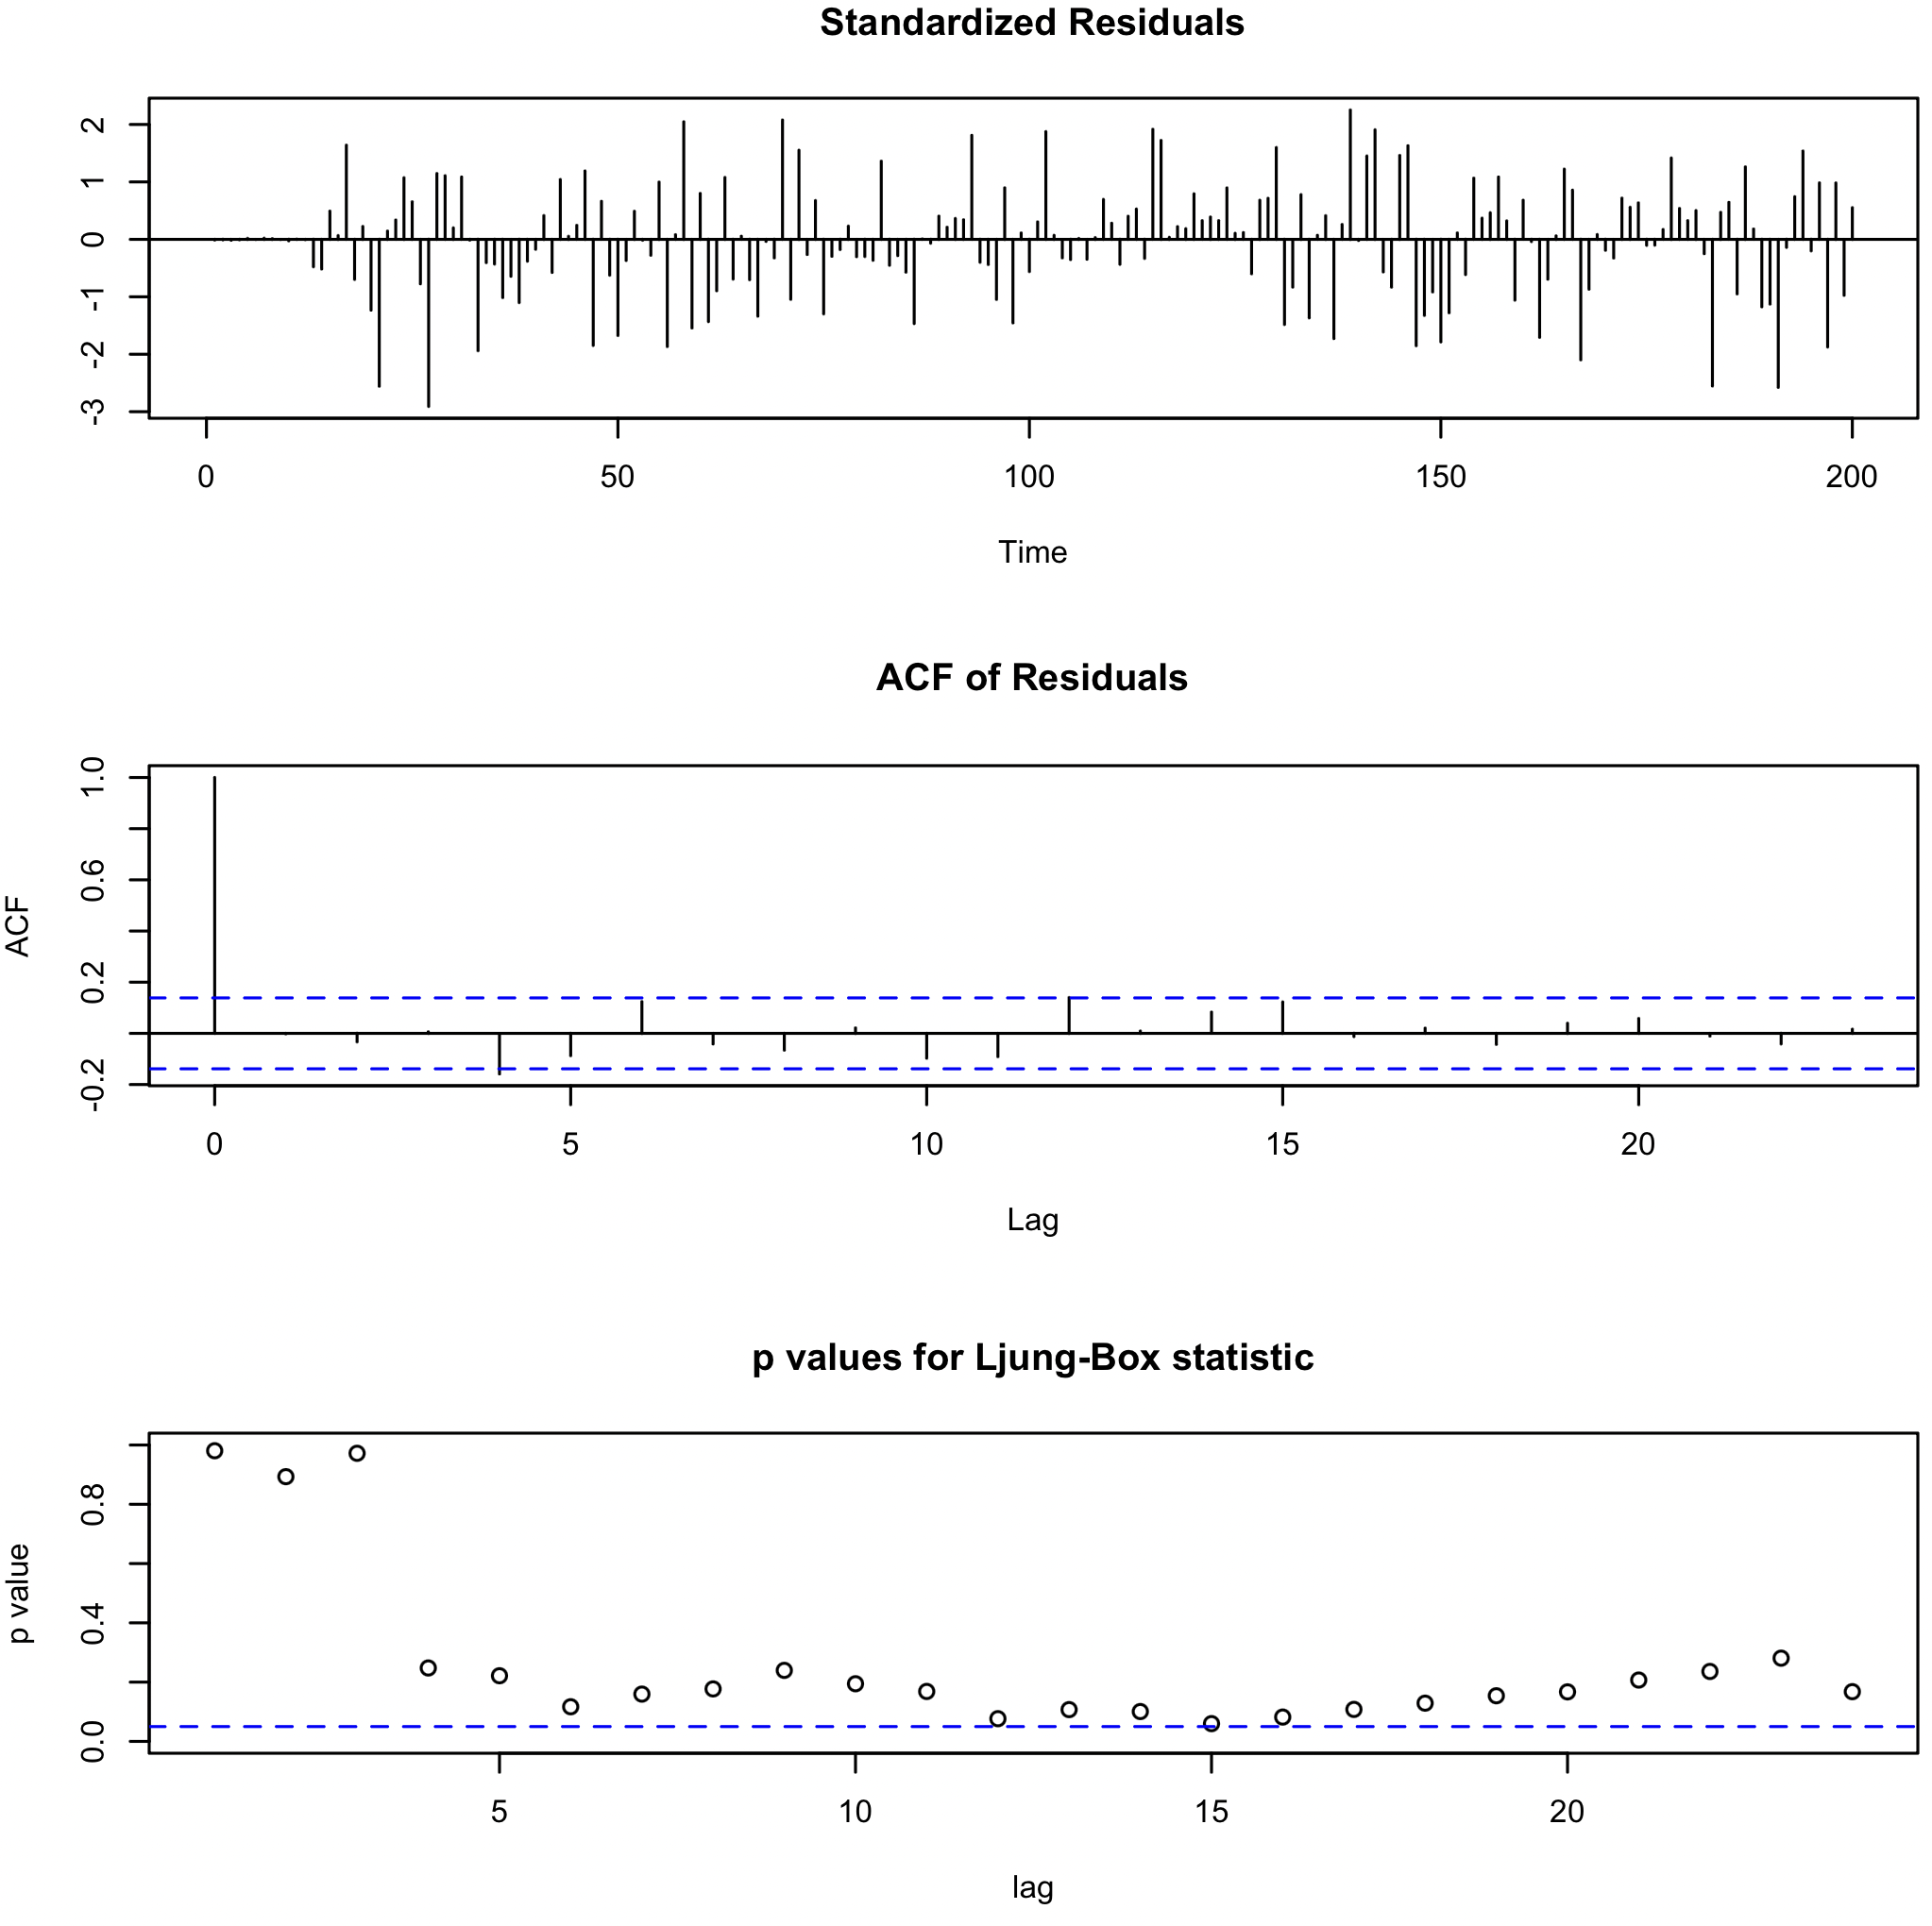 Standardized Residuals
2
1
0
-1
-2
-3
0 50 100 150 200
Time
ACF of Residuals
ACF
1.0
0.6
0.2
-0.2
0 5 10 15 20
Lag
p values for Ljung-Box statistic
p value
0.8
0.4
0.0
5 10 15 20
lag